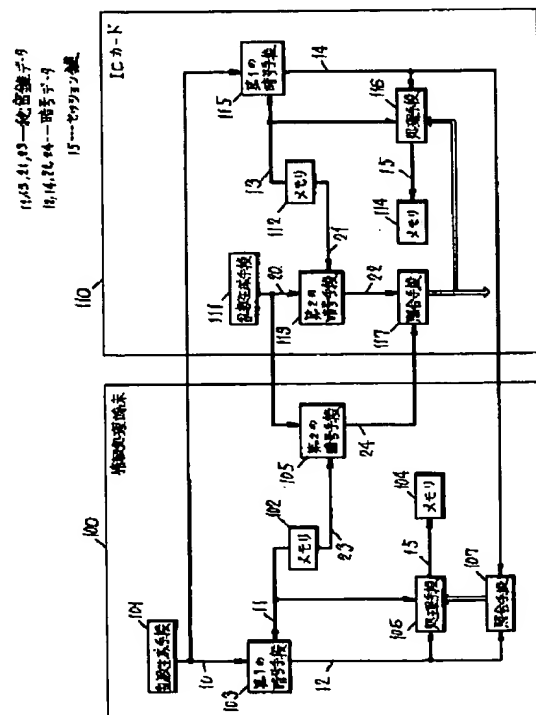 11,13,21,23---秘密鍵データ
12,14,22,24---暗号データ
15---セッション鍵
100
情報処理端末
101
乱数生成手段
10
103
第1の暗号手段
11
102
メモリ
23
105
第2の暗号手段
24
12
106
処理手段
15
104
メモリ
107
照合手段
110
ICカード
111
乱数生成手段
20
113
第2の暗号手段
21
112
メモリ
13
115
第1の暗号手段
14
22
117
照合手段
116
処理手段
15
114
メモリ